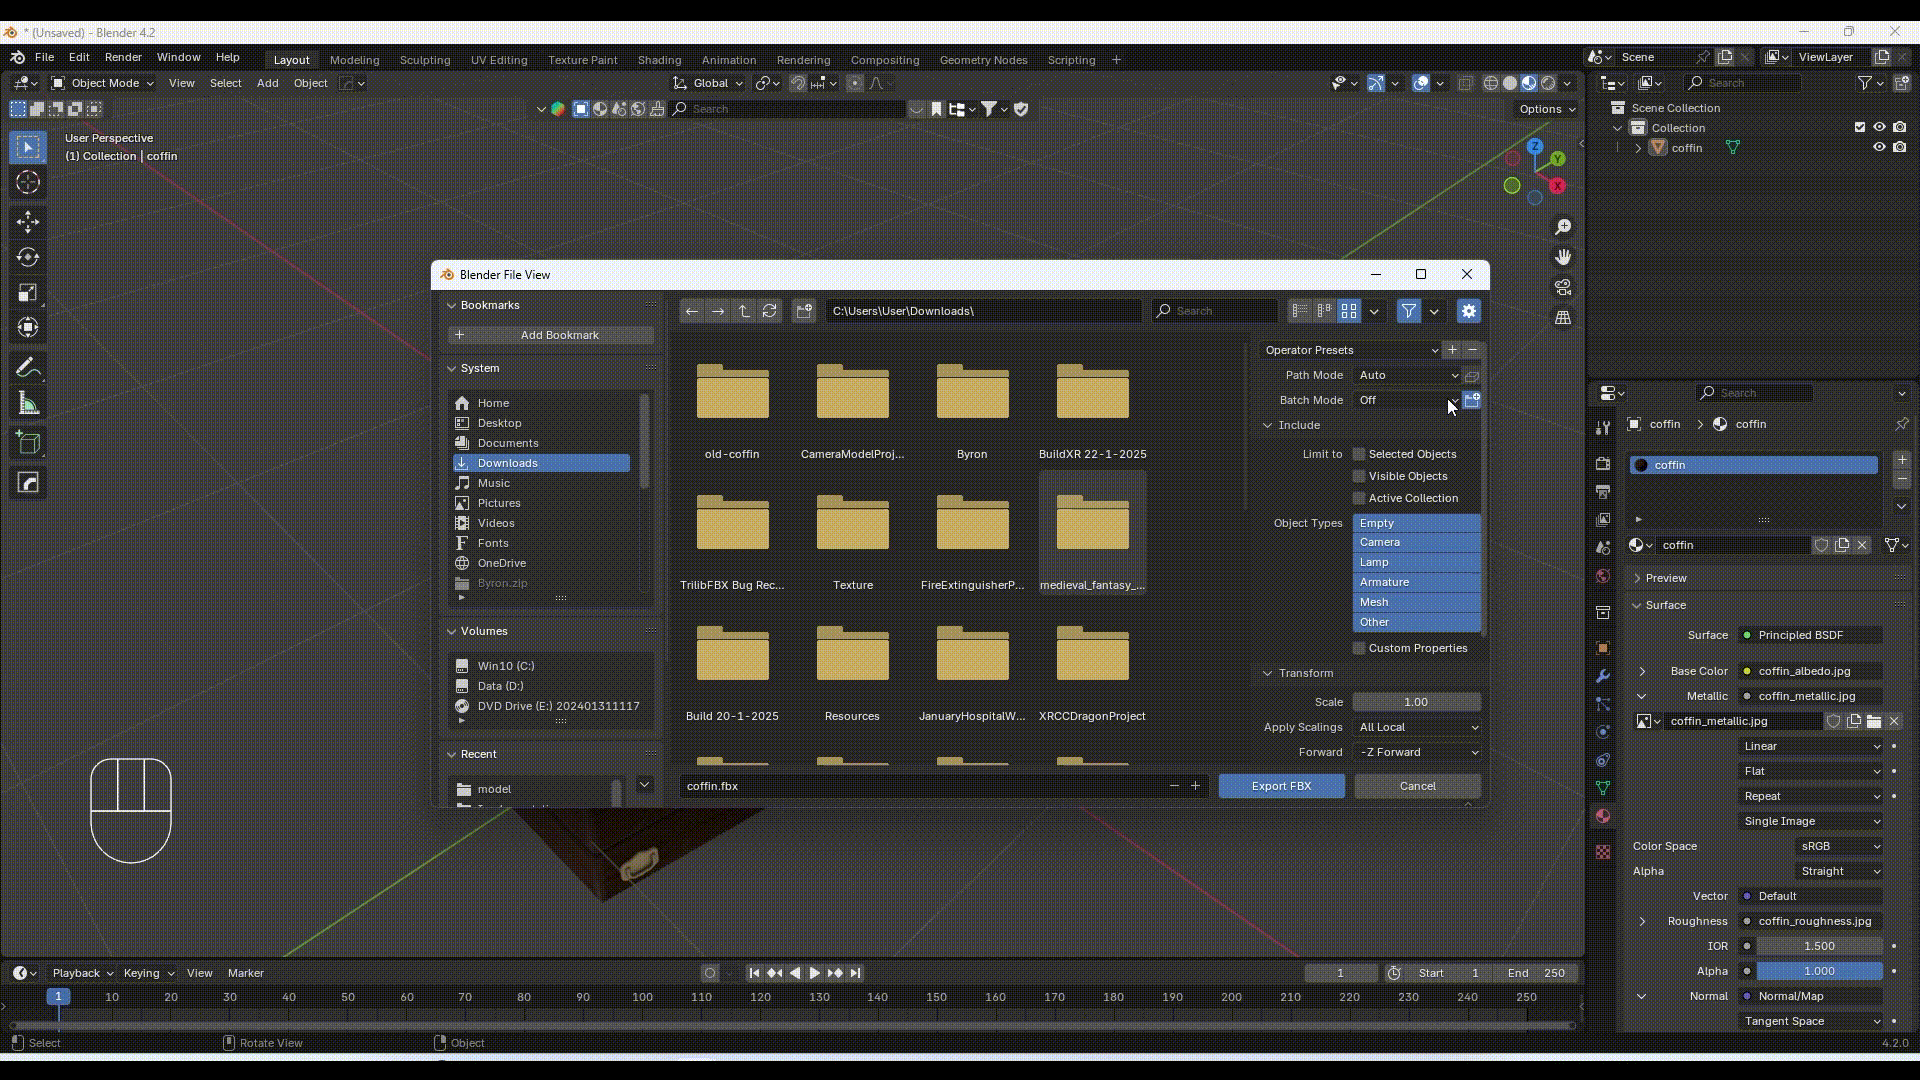 * (Unsaved) - Blender 4.2
File Edit Render Window Help
Layout Modeling Sculpting UV Editing Texture Paint Shading Animation Rendering Compositing Geometry Nodes Scripting +
Scene
ViewLayer
Object Mode View Select Add Object
Global
Search
Search
Options
User Perspective
(1) Collection | coffin
Z
Y
X
Scene Collection
Collection
coffin
Blender File View
Bookmarks
Add Bookmark
System
Home
Desktop
Documents
Downloads
Music
Pictures
Videos
Fonts
OneDrive
Byron.zip
Volumes
Win10 (C:)
Data (D:)
DVD Drive (E:) 202401311117
Recent
model
C:\Users\User\Downloads\
Search
old-coffin
CameraModelProj...
Byron
BuildXR 22-1-2025
TrilibFBX Bug Rec...
Texture
FireExtinguisherP...
medieval_fantasy_...
Build 20-1-2025
Resources
JanuaryHospitalW...
XRCCDragonProject
coffin.fbx
Export FBX
Cancel
Operator Presets
Path Mode Auto
Batch Mode Off
Include
Limit to Selected Objects
Visible Objects
Active Collection
Object Types Empty
Camera
Lamp
Armature
Mesh
Other
Custom Properties
Transform
Scale 1.00
Apply Scalings All Local
Forward -Z Forward
Search
coffin > coffin
coffin
coffin
Preview
Surface
Surface Principled BSDF
Base Color coffin_albedo.jpg
Metallic coffin_metallic.jpg
coffin_metallic.jpg
Linear
Flat
Repeat
Single Image
Color Space sRGB
Alpha Straight
Vector Default
Roughness coffin_roughness.jpg
IOR 1.500
Alpha 1.000
Normal Normal/Map
Tangent Space
Playback Keying View Marker
1 Start 1 End 250
1 10 20 30 40 50 60 70 80 90 100 110 120 130 140 150 160 170 180 190 200 210 220 230 240 250
Select Rotate View Object
4.2.0